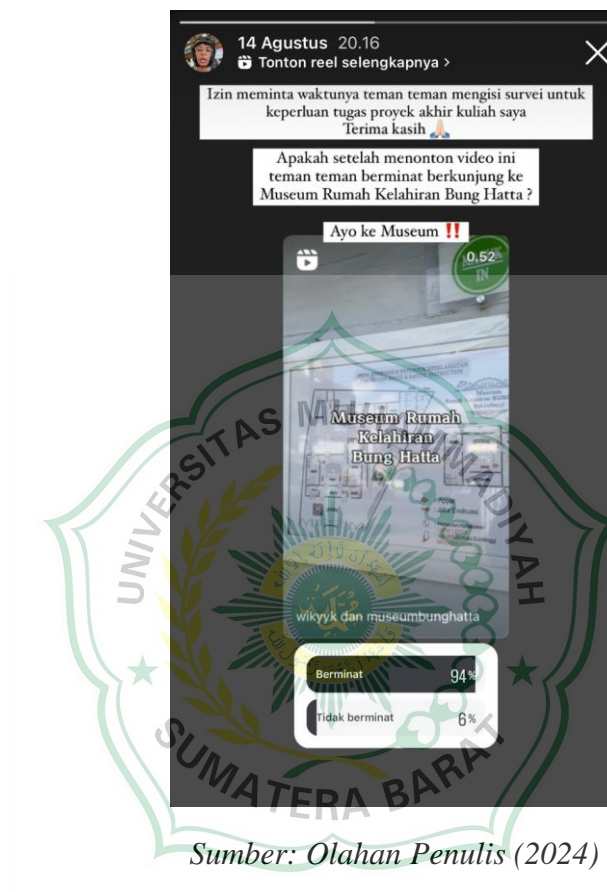 14 Agustus 20.16
Tonton reel selengkapnya >
Izin meminta waktunya teman teman mengisi survei untuk
keperluan tugas proyek akhir kuliah saya
Terima kasih 🙏🏻
Apakah setelah menonton video ini
teman teman berminat berkunjung ke
Museum Rumah Kelahiran Bung Hatta ?
Ayo ke Museum ‼️
0.52
IN
Museum Rumah
Kelahiran
Bung Hatta
wikyyk dan museumbunghatta
Berminat 94%
Tidak berminat 6%
UNIVERSITAS MUHAMMADIYAH
SUMATERA BARAT
Sumber: Olahan Penulis (2024)